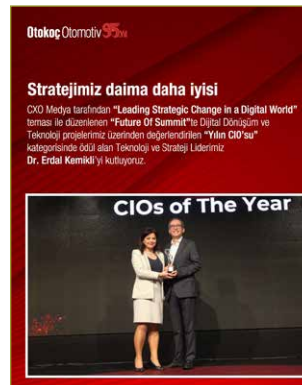 Otokoç Otomotiv 95.YIL
Stratejimiz daima daha iyisi
CXO Medya tarafından “Leading Strategic Change in a Digital World”
teması ile düzenlenen “Future Of Summit”te Dijital Dönüşüm ve
Teknoloji projelerimiz üzerinden değerlendirilen “Yılın CIO'su”
kategorisinde ödül alan Teknoloji ve Strateji Liderimiz
Dr. Erdal Kemikli'yi kutluyoruz.
CIOs of The Year